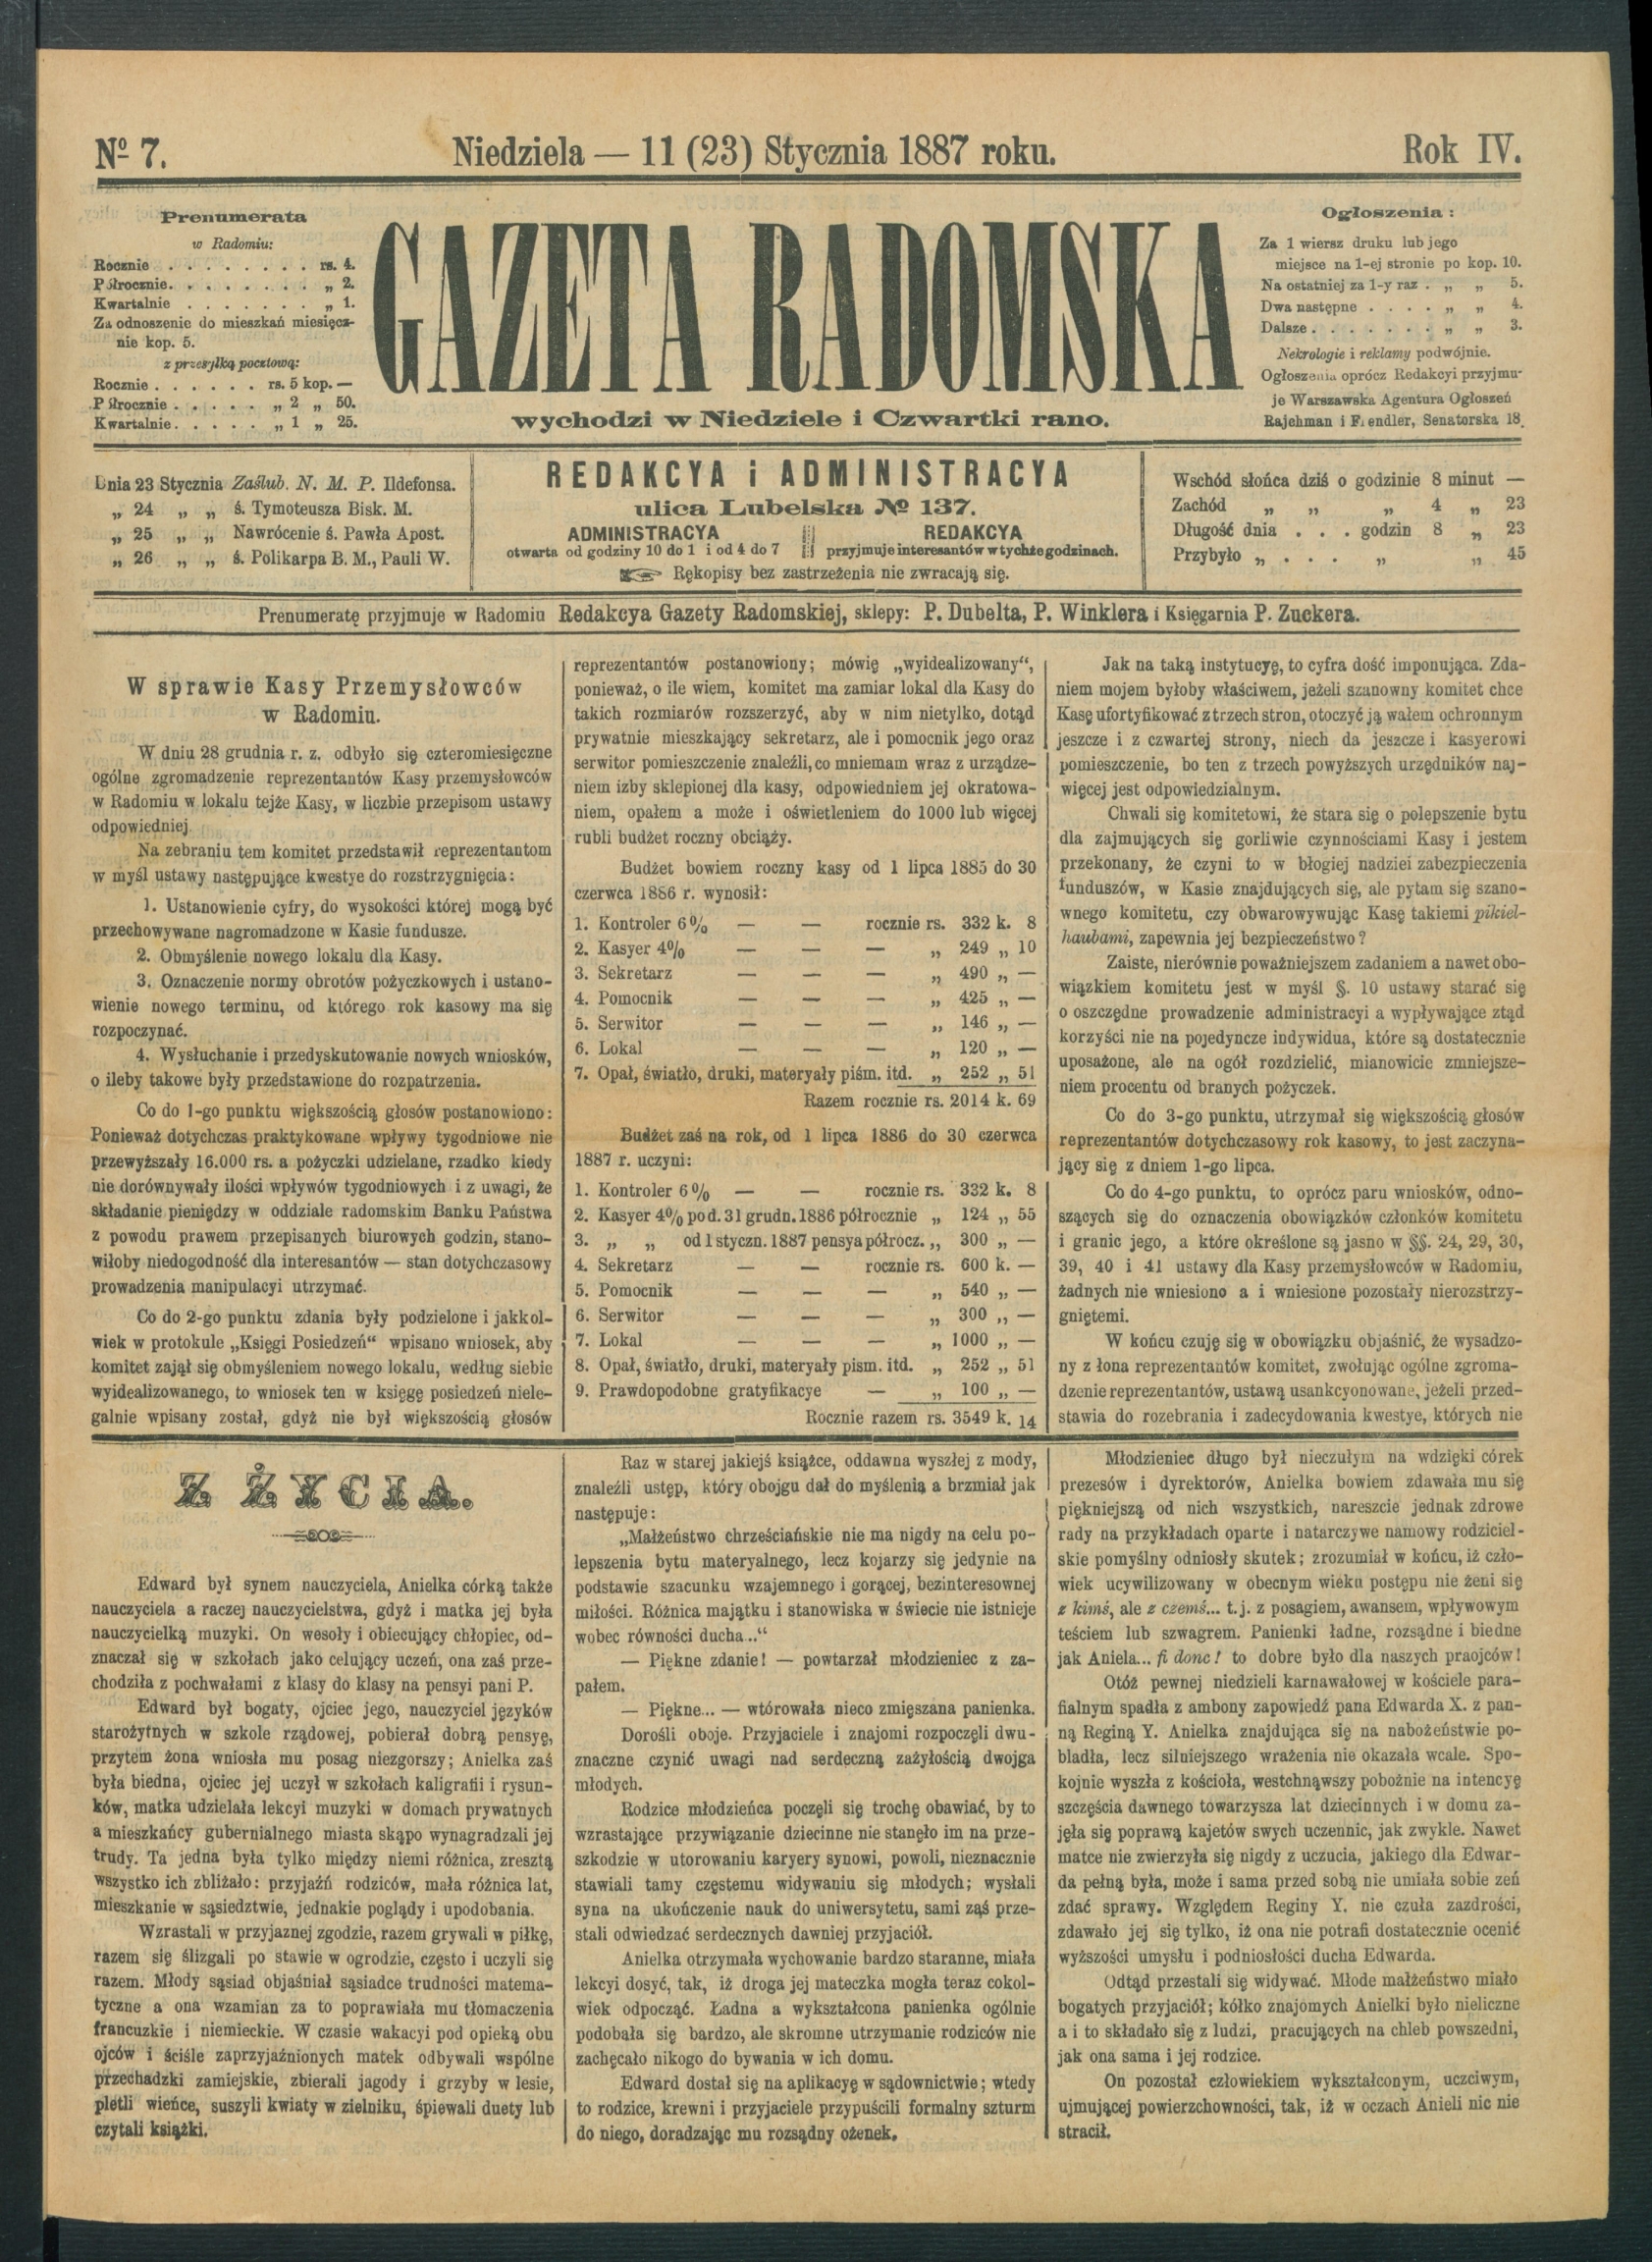 № 7.
Niedziela — 11 (23) Stycznia 1887 roku.
Rok IV.
Prenumerata
w Radomiu:
Rocznie . . . . . . . . rs. 4.
Półrocznie. . . . . . . . „ 2.
Kwartalnie . . . . . . . „ 1.
Za odnoszenie do mieszkań miesięcz-
nie kop. 5.
z przesyłką pocztową:
Rocznie . . . . . . rs. 5 kop. —
Półrocznie . . . . . „ 2 „ 50.
Kwartalnie. . . . . „ 1 „ 25.
GAZETA RADOMSKA
wychodzi w Niedziele i Czwartki rano.
Ogłoszenia :
Za 1 wiersz druku lub jego
miejsce na 1-ej stronie po kop. 10.
Na ostatniej za 1-y raz . „ „ 5.
Dwa następne . . . . „ „ 4.
Dalsze . . . . . . . „ „ 3.
Nekrologie i reklamy podwójnie.
Ogłoszenia oprócz Redakcyi przyjmu-
je Warszawska Agentura Ogłoszeń
Rajchman i Frendler, Senatorska 18.
Dnia 23 Stycznia Zaślub. N. M. P. Ildefonsa.
„ 24 „ „ ś. Tymoteusza Bisk. M.
„ 25 „ „ Nawrócenie ś. Pawła Apost.
„ 26 „ „ ś. Polikarpa B. M., Pauli W.
REDAKCYA i ADMINISTRACYA
ulica Lubelska № 137.
ADMINISTRACYA
otwarta od godziny 10 do 1 i od 4 do 7
REDAKCYA
przyjmuje interesantów w tychże godzinach.
Rękopisy bez zastrzeżenia nie zwracają się.
Wschód słońca dziś o godzinie 8 minut —
Zachód „ „ „ 4 „ 23
Długość dnia . . . godzin 8 „ 23
Przybyło „ . . . „ „ 45
Prenumeratę przyjmuje w Radomiu Redakcya Gazety Radomskiej, sklepy: P. Dubelta, P. Winklera i Księgarnia P. Zuckera.
W sprawie Kasy Przemysłowców
w Radomiu.
W dniu 28 grudnia r. z. odbyło się czteromiesięczne
ogólne zgromadzenie reprezentantów Kasy przemysłowców
w Radomiu w lokalu tejże Kasy, w liczbie przepisom ustawy
odpowiedniej
Na zebraniu tem komitet przedstawił reprezentantom
w myśl ustawy następujące kwestye do rozstrzygnięcia:
1. Ustanowienie cyfry, do wysokości której mogą być
przechowywane nagromadzone w Kasie fundusze.
2. Obmyślenie nowego lokalu dla Kasy.
3. Oznaczenie normy obrotów pożyczkowych i ustano-
wienie nowego terminu, od którego rok kasowy ma się
rozpoczynać.
4. Wysłuchanie i przedyskutowanie nowych wniosków,
o ileby takowe były przedstawione do rozpatrzenia.
Co do 1-go punktu większością głosów postanowiono:
Ponieważ dotychczas praktykowane wpływy tygodniowe nie
przewyższały 16.000 rs. a pożyczki udzielane, rzadko kiedy
nie dorównywały ilości wpływów tygodniowych i z uwagi, że
składanie pieniędzy w oddziale radomskim Banku Państwa
z powodu prawem przepisanych biurowych godzin, stano-
wiłoby niedogodność dla interesantów — stan dotychczasowy
prowadzenia manipulacyi utrzymać.
Co do 2-go punktu zdania były podzielone i jakkol-
wiek w protokule „Księgi Posiedzeń“ wpisano wniosek, aby
komitet zajął się obmyśleniem nowego lokalu, według siebie
wyidealizowanego, to wniosek ten w księgę posiedzeń niele-
galnie wpisany został, gdyż nie był większością głosów
reprezentantów postanowiony; mówię „wyidealizowany“,
ponieważ, o ile wiem, komitet ma zamiar lokal dla Kasy do
takich rozmiarów rozszerzyć, aby w nim nietylko, dotąd
prywatnie mieszkający sekretarz, ale i pomocnik jego oraz
serwitor pomieszczenie znaleźli, co mniemam wraz z urządze-
niem izby sklepionej dla kasy, odpowiedniem jej okratowa-
niem, opałem a może i oświetleniem do 1000 lub więcej
rubli budżet roczny obciąży.
Budżet bowiem roczny kasy od 1 lipca 1885 do 30
czerwca 1886 r. wynosił:
1. Kontroler 6% — — rocznie rs. 332 k. 8
2. Kasyer 4% — — — „ 249 „ 10
3. Sekretarz — — — „ 490 „ —
4. Pomocnik — — — „ 425 „ —
5. Serwitor — — — „ 146 „ —
6. Lokal — — — „ 120 „ —
7. Opał, światło, druki, materyały piśm. itd. „ 252 „ 51
Razem rocznie rs. 2014 k. 69
Budżet zaś na rok, od 1 lipca 1886 do 30 czerwca
1887 r. uczyni:
1. Kontroler 6% — — rocznie rs. 332 k. 8
2. Kasyer 4% po d. 31 grudn. 1886 półrocznie „ 124 „ 55
3. „ „ od 1 styczn. 1887 pensya półrocz. „ 300 „ —
4. Sekretarz — — rocznie rs. 600 k. —
5. Pomocnik — — — „ 540 „ —
6. Serwitor — — — „ 300 „ —
7. Lokal — — — „ 1000 „ —
8. Opał, światło, druki, materyały pism. itd. „ 252 „ 51
9. Prawdopodobne gratyfikacye — „ 100 „ —
Rocznie razem rs. 3549 k. 14
Jak na taką instytucyę, to cyfra dość imponująca. Zda-
niem mojem byłoby właściwem, jeżeli szanowny komitet chce
Kasę ufortyfikować z trzech stron, otoczyć ją wałem ochronnym
jeszcze i z czwartej strony, niech da jeszcze i kasyerowi
pomieszczenie, bo ten z trzech powyższych urzędników naj-
więcej jest odpowiedzialnym.
Chwali się komitetowi, że stara się o polepszenie bytu
dla zajmujących się gorliwie czynnościami Kasy i jestem
przekonany, że czyni to w błogiej nadziei zabezpieczenia
funduszów, w Kasie znajdujących się, ale pytam się szano-
wnego komitetu, czy obwarowywując Kasę takiemi pikiel-
haubami, zapewnia jej bezpieczeństwo?
Zaiste, nierównie poważniejszem zadaniem a nawet obo-
wiązkiem komitetu jest w myśl §. 10 ustawy starać się
o oszczędne prowadzenie administracyi a wypływające ztąd
korzyści nie na pojedyncze indywidua, które są dostatecznie
uposażone, ale na ogół rozdzielić, mianowicie zmniejsze-
niem procentu od branych pożyczek.
Co do 3-go punktu, utrzymał się większością głosów
reprezentantów dotychczasowy rok kasowy, to jest zaczyna-
jący się z dniem 1-go lipca.
Co do 4-go punktu, to oprócz paru wniosków, odno-
szących się do oznaczenia obowiązków członków komitetu
i granic jego, a które określone są jasno w §§. 24, 29, 30,
39, 40 i 41 ustawy dla Kasy przemysłowców w Radomiu,
żadnych nie wniesiono a i wniesione pozostały nierozstrzy-
gniętemi.
W końcu czuję się w obowiązku objaśnić, że wysadzo-
ny z łona reprezentantów komitet, zwołując ogólne zgroma-
dzenie reprezentantów, ustawą usankcyonowane, jeżeli przed-
stawia do rozebrania i zadecydowania kwestye, których nie
Z ŻYCIA.
Edward był synem nauczyciela, Anielka córką także
nauczyciela a raczej nauczycielstwa, gdyż i matka jej była
nauczycielką muzyki. On wesoły i obiecujący chłopiec, od-
znaczał się w szkołach jako celujący uczeń, ona zaś prze-
chodziła z pochwałami z klasy do klasy na pensyi pani P.
Edward był bogaty, ojciec jego, nauczyciel języków
starożytnych w szkole rządowej, pobierał dobrą pensyę,
przytem żona wniosła mu posag niezgorszy; Anielka zaś
była biedna, ojciec jej uczył w szkołach kaligrafii i rysun-
ków, matka udzielała lekcyi muzyki w domach prywatnych
a mieszkańcy gubernialnego miasta skąpo wynagradzali jej
trudy. Ta jedna była tylko między niemi różnica, zresztą
wszystko ich zbliżało: przyjaźń rodziców, mała różnica lat,
mieszkanie w sąsiedztwie, jednakie poglądy i upodobania.
Wzrastali w przyjaznej zgodzie, razem grywali w piłkę,
razem się ślizgali po stawie w ogrodzie, często i uczyli się
razem. Młody sąsiad objaśniał sąsiadce trudności matema-
tyczne a ona wzamian za to poprawiała mu tłomaczenia
francuzkie i niemieckie. W czasie wakacyi pod opieką obu
ojców i ściśle zaprzyjaźnionych matek odbywali wspólne
przechadzki zamiejskie, zbierali jagody i grzyby w lesie,
pletli wieńce, suszyli kwiaty w zielniku, śpiewali duety lub
czytali książki.
Raz w starej jakiejś książce, oddawna wyszłej z mody,
znaleźli ustęp, który obojgu dał do myślenia a brzmiał jak
następuje:
„Małżeństwo chrześciańskie nie ma nigdy na celu po-
lepszenia bytu materyalnego, lecz kojarzy się jedynie na
podstawie szacunku wzajemnego i gorącej, bezinteresownej
miłości. Różnica majątku i stanowiska w świecie nie istnieje
wobec równości ducha..“
— Piękne zdanie! — powtarzał młodzieniec z za-
pałem.
— Piękne... — wtórowała nieco zmięszana panienka.
Dorośli oboje. Przyjaciele i znajomi rozpoczęli dwu-
znaczne czynić uwagi nad serdeczną zażyłością dwojga
młodych.
Rodzice młodzieńca poczęli się trochę obawiać, by to
wzrastające przywiązanie dziecinne nie stanęło im na prze-
szkodzie w utorowaniu karyery synowi, powoli, nieznacznie
stawiali tamy częstemu widywaniu się młodych; wysłali
syna na ukończenie nauk do uniwersytetu, sami ząś prze-
stali odwiedzać serdecznych dawniej przyjaciół.
Anielka otrzymała wychowanie bardzo staranne, miała
lekcyi dosyć, tak, iż droga jej mateczka mogła teraz cokol-
wiek odpocząć. Ładna a wykształcona panienka ogólnie
podobała się bardzo, ale skromne utrzymanie rodziców nie
zachęcało nikogo do bywania w ich domu.
Edward dostał się na aplikacyę w sądownictwie; wtedy
to rodzice, krewni i przyjaciele przypuścili formalny szturm
do niego, doradzając mu rozsądny ożenek.
Młodzieniec długo był nieczułym na wdzięki córek
prezesów i dyrektorów, Anielka bowiem zdawała mu się
piękniejszą od nich wszystkich, nareszcie jednak zdrowe
rady na przykładach oparte i natarczywe namowy rodziciel-
skie pomyślny odniosły skutek; zrozumiał w końcu, iż czło-
wiek ucywilizowany w obecnym wieku postępu nie żeni się
z kimś, ale z czemś... t. j. z posagiem, awansem, wpływowym
teściem lub szwagrem. Panienki ładne, rozsądne i biedne
jak Aniela... fi donc! to dobre było dla naszych praojców!
Otóż pewnej niedzieli karnawałowej w kościele para-
fialnym spadła z ambony zapowiedź pana Edwarda X. z pan-
ną Reginą Y. Anielka znajdująca się na nabożeństwie po-
bladła, lecz silniejszego wrażenia nie okazała wcale. Spo-
kojnie wyszła z kościoła, westchnąwszy pobożnie na intencyę
szczęścia dawnego towarzysza lat dziecinnych i w domu za-
jęła się poprawą kajetów swych uczennic, jak zwykle. Nawet
matce nie zwierzyła się nigdy z uczucia, jakiego dla Edwar-
da pełną była, może i sama przed sobą nie umiała sobie zeń
zdać sprawy. Względem Reginy Y. nie czuła zazdrości,
zdawało jej się tylko, iż ona nie potrafi dostatecznie ocenić
wyższości umysłu i podniosłości ducha Edwarda.
Odtąd przestali się widywać. Młode małżeństwo miało
bogatych przyjaciół; kółko znajomych Anielki było nieliczne
a i to składało się z ludzi, pracujących na chleb powszedni,
jak ona sama i jej rodzice.
On pozostał człowiekiem wykształconym, uczciwym,
ujmującej powierzchowności, tak, iż w oczach Anieli nic nie
stracił.